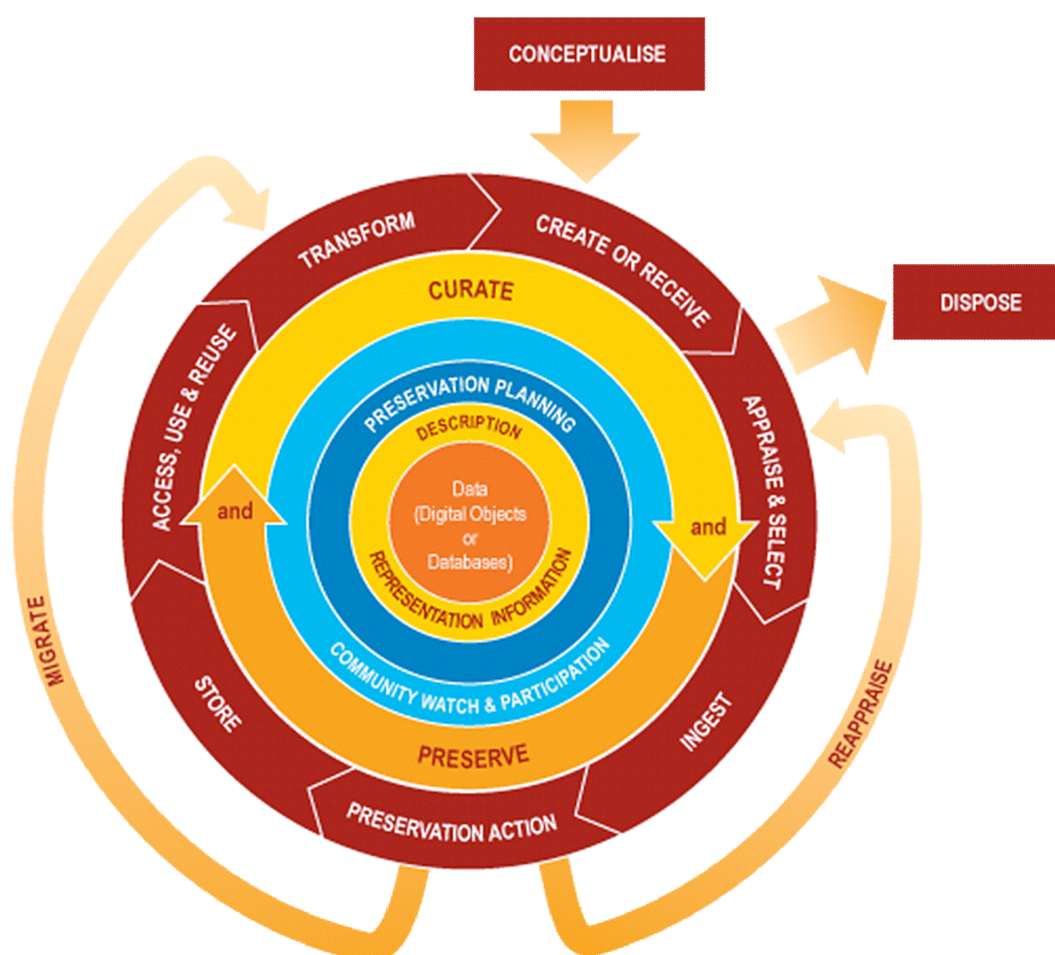 CONCEPTUALISE
TRANSFORM
CREATE OR RECEIVE
DISPOSE
CURATE
ACCESS, USE & REUSE
PRESERVATION PLANNING
APPRAISE & SELECT
DESCRIPTION
Data
(Digital Objects
or
Databases)
and
and
REPRESENTATION INFORMATION
COMMUNITY WATCH & PARTICIPATION
MIGRATE
STORE
INGEST
REAPPRAISE
PRESERVE
PRESERVATION ACTION